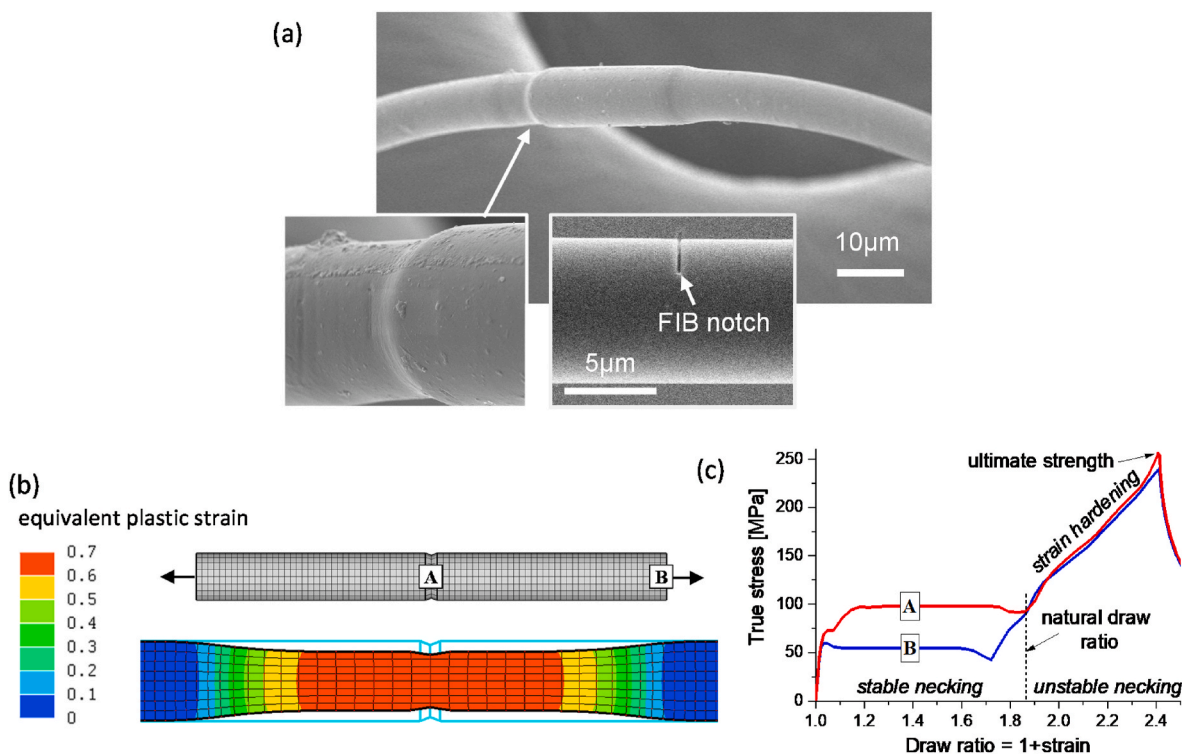 (a)
10μm
FIB notch
5μm
(b)
equivalent plastic strain
0.7
0.6
0.5
0.4
0.3
0.2
0.1
0
A
B
(c)
True stress [MPa]
250
200
150
100
50
0
ultimate strength
strain hardening
A
natural draw
ratio
B
stable necking
unstable necking
1.0 1.2 1.4 1.6 1.8 2.0 2.2 2.4
Draw ratio = 1+strain